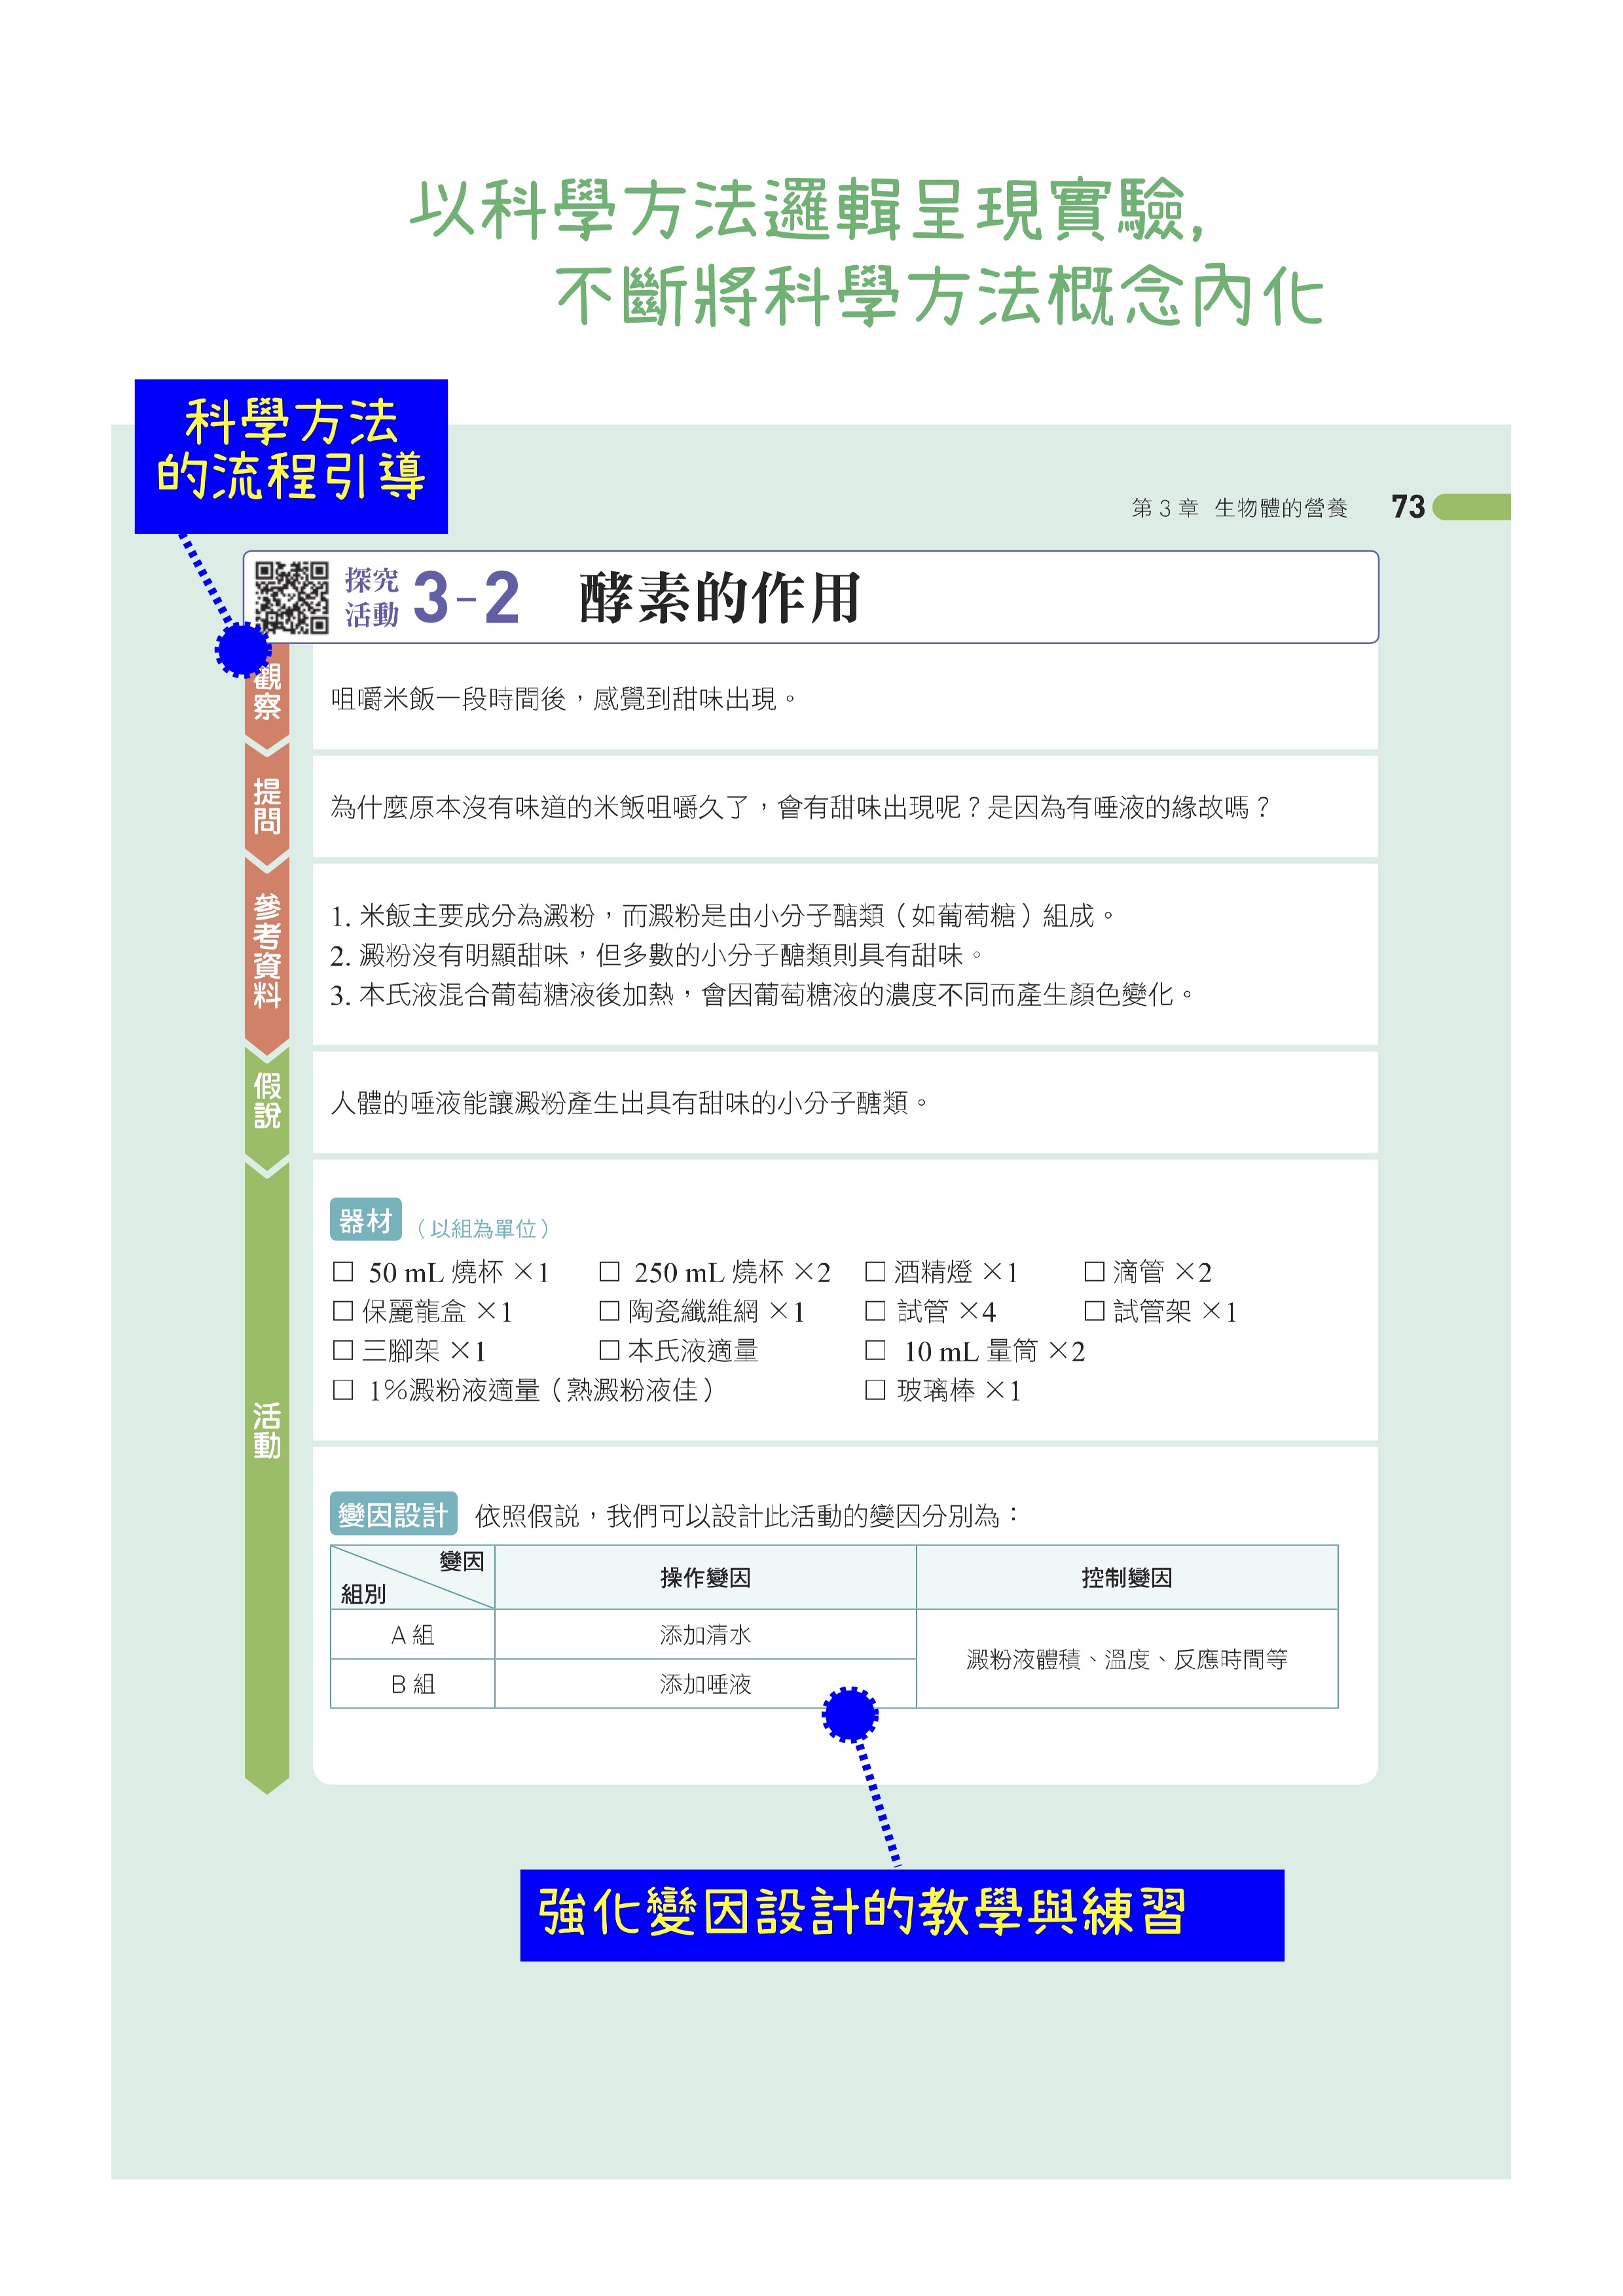 以科學方法邏輯呈現實驗,
不斷將科學方法概念內化
科學方法
的流程引導
第 3 章 生物體的營養 73
探究
活動 3-2 酵素的作用
觀察
咀嚼米飯一段時間後，感覺到甜味出現。
提問
為什麼原本沒有味道的米飯咀嚼久了，會有甜味出現呢？是因為有唾液的緣故嗎？
參考資料
1. 米飯主要成分為澱粉，而澱粉是由小分子醣類（如葡萄糖）組成。
2. 澱粉沒有明顯甜味，但多數的小分子醣類則具有甜味。
3. 本氏液混合葡萄糖液後加熱，會因葡萄糖液的濃度不同而產生顏色變化。
假說
人體的唾液能讓澱粉產生出具有甜味的小分子醣類。
活動
器材（以組為單位）
□ 50 mL 燒杯 ×1 □ 250 mL 燒杯 ×2 □ 酒精燈 ×1 □ 滴管 ×2
□ 保麗龍盒 ×1 □ 陶瓷纖維網 ×1 □ 試管 ×4 □ 試管架 ×1
□ 三腳架 ×1 □ 本氏液適量 □ 10 mL 量筒 ×2
□ 1%澱粉液適量（熟澱粉液佳） □ 玻璃棒 ×1
變因設計 依照假説，我們可以設計此活動的變因分別為：
變因
組別 操作變因 控制變因
A 組 添加清水
澱粉液體積、溫度、反應時間等
B 組 添加唾液
強化變因設計的教學與練習